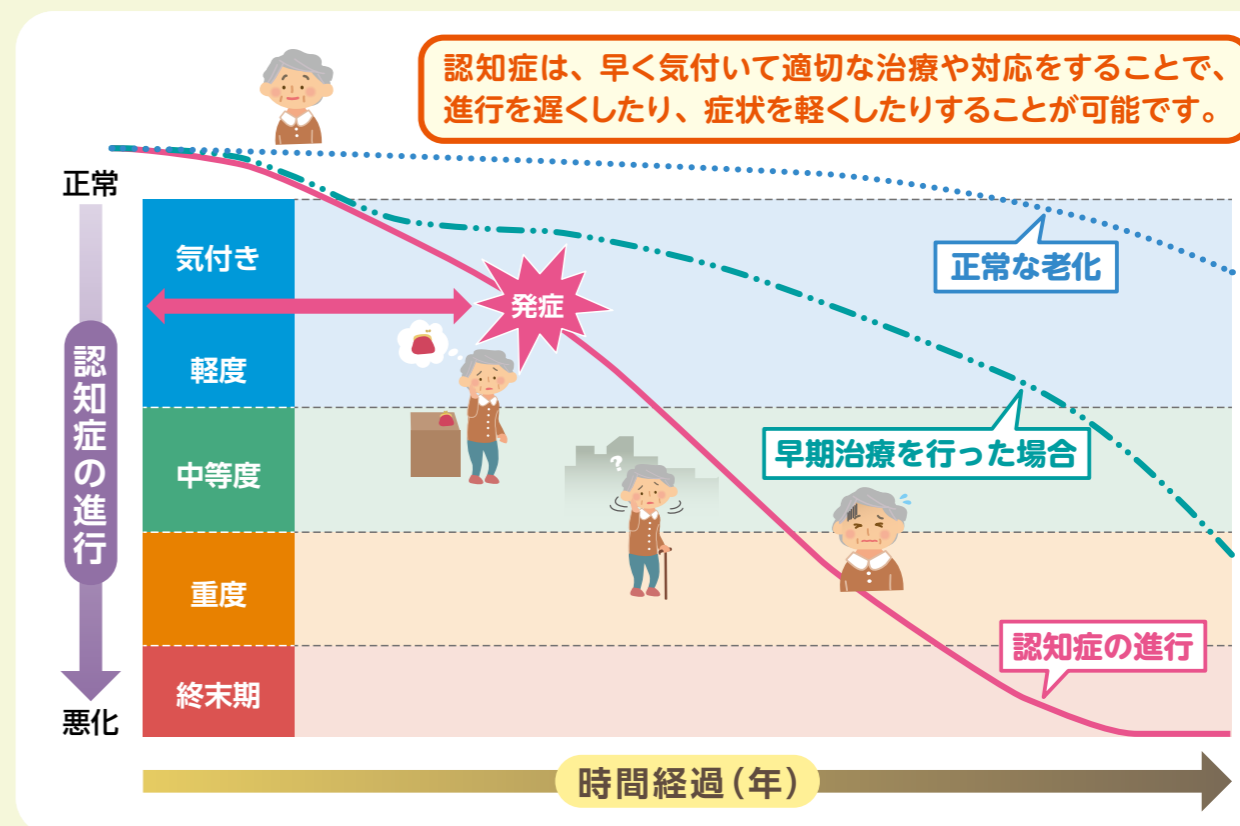 認知症は、早く気付いて適切な治療や対応をすることで、
進行を遅くしたり、症状を軽くしたりすることが可能です。
正常
気付き
正常な老化
発症
軽度
認知症の進行
早期治療を行った場合
中等度
?
重度
認知症の進行
終末期
悪化
時間経過(年)